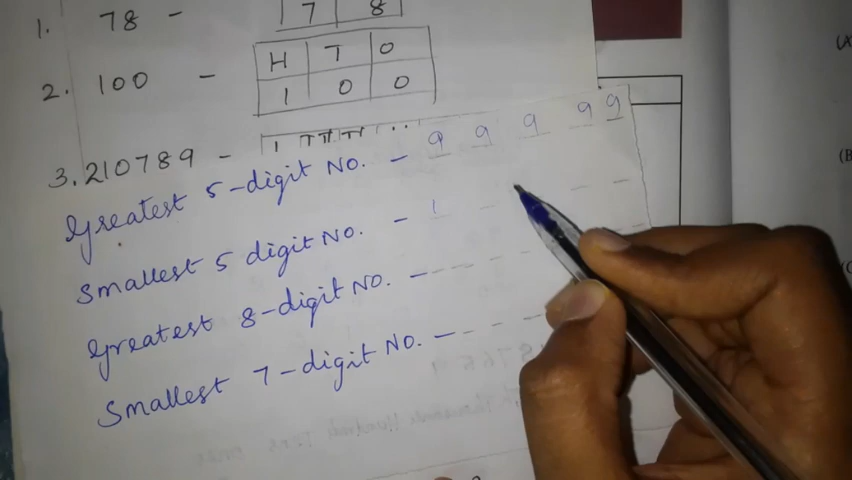 1. 78 - 7 8
2. 100 - H T O
1 0 0
3. 210789 -
Greatest 5-digit No. - 9 9 9 9 9
Smallest 5 digit No. - 1
Greatest 8-digit No. -
Smallest 7-digit No. -